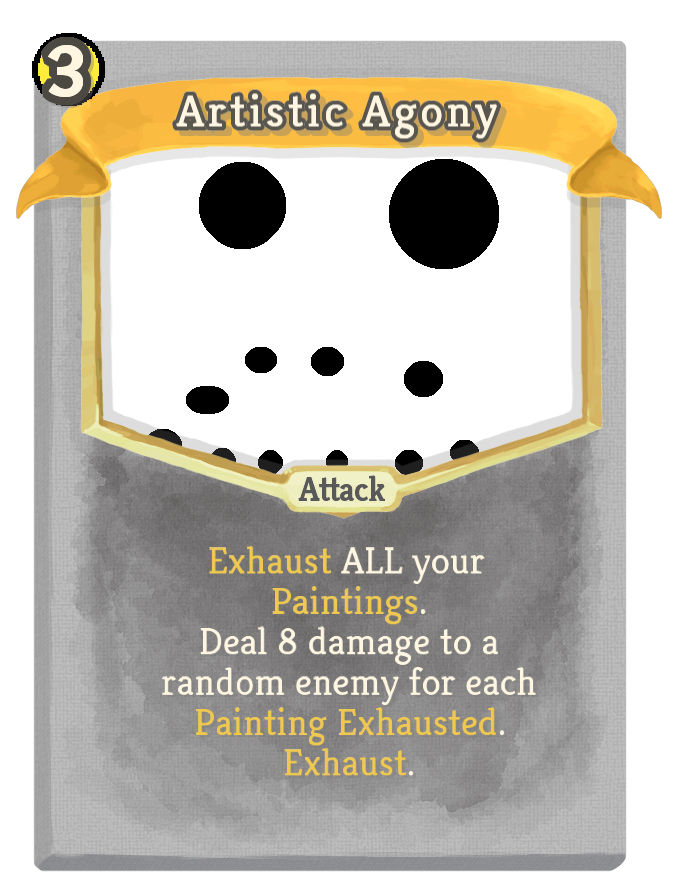 3
Artistic Agony
Attack
Exhaust ALL your
Paintings.
Deal 8 damage to a
random enemy for each
Painting Exhausted.
Exhaust.